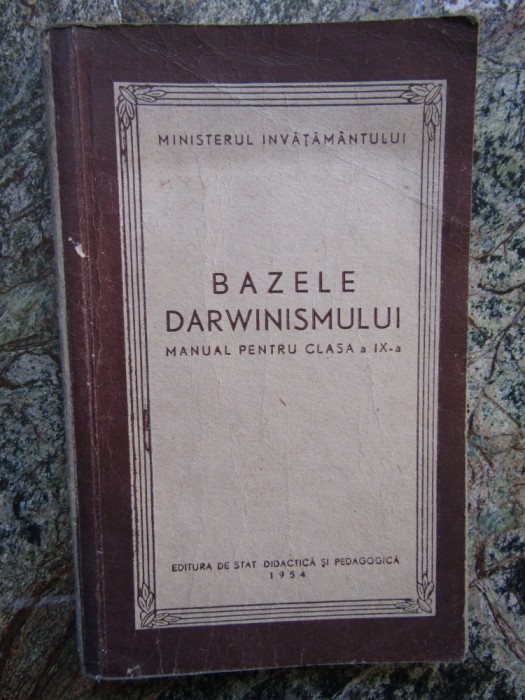 MINISTERUL INVĂȚĂMÂNTULUI
BAZELE
DARWINISMULUI
MANUAL PENTRU CLASA a IX-a
EDITURA DE STAT DIDACTICĂ ȘI PEDAGOGICĂ
1954